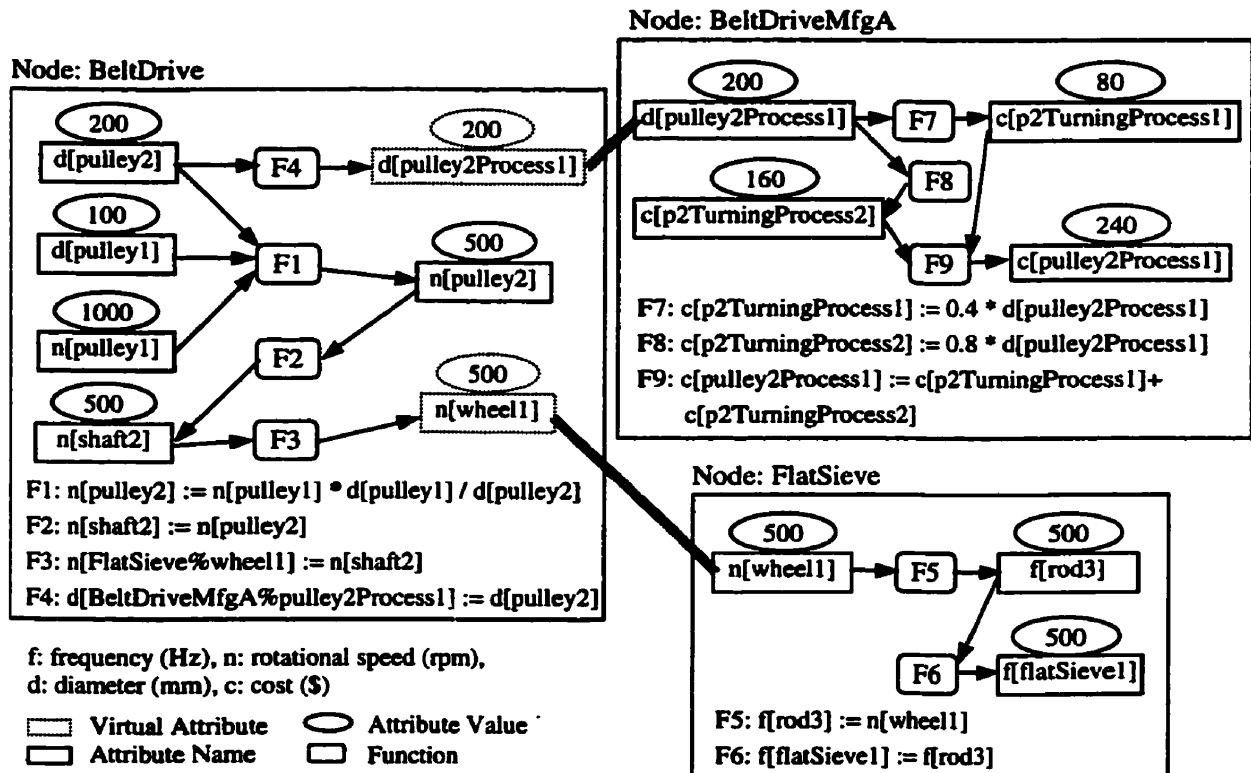 Node: BeltDrive
200
d[pulley2]
F4
200
d[pulley2Process1]
100
d[pulley1]
F1
500
n[pulley2]
1000
n[pulley1]
F2
500
n[shaft2]
F3
500
n[wheel1]
F1: n[pulley2] := n[pulley1] * d[pulley1] / d[pulley2]
F2: n[shaft2] := n[pulley2]
F3: n[FlatSieve%wheel1] := n[shaft2]
F4: d[BeltDriveMfgA%pulley2Process1] := d[pulley2]
Node: BeltDriveMfgA
200
d[pulley2Process1]
F7
80
c[p2TurningProcess1]
F8
160
c[p2TurningProcess2]
F9
240
c[pulley2Process1]
F7: c[p2TurningProcess1] := 0.4 * d[pulley2Process1]
F8: c[p2TurningProcess2] := 0.8 * d[pulley2Process1]
F9: c[pulley2Process1] := c[p2TurningProcess1]+
c[p2TurningProcess2]
Node: FlatSieve
500
n[wheel1]
F5
500
f[rod3]
F6
500
f[flatSieve1]
F5: f[rod3] := n[wheel1]
F6: f[flatSieve1] := f[rod3]
f: frequency (Hz), n: rotational speed (rpm),
d: diameter (mm), c: cost ($)
Virtual Attribute
Attribute Value
Attribute Name
Function